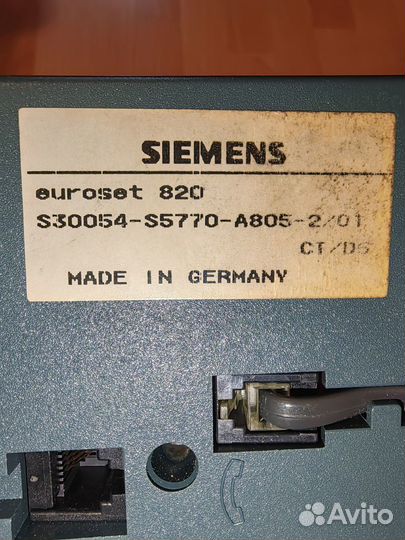 SIEMENS
euroset 820
S30054-S5770-A805-2/01
CT/DS
MADE IN GERMANY
Avito